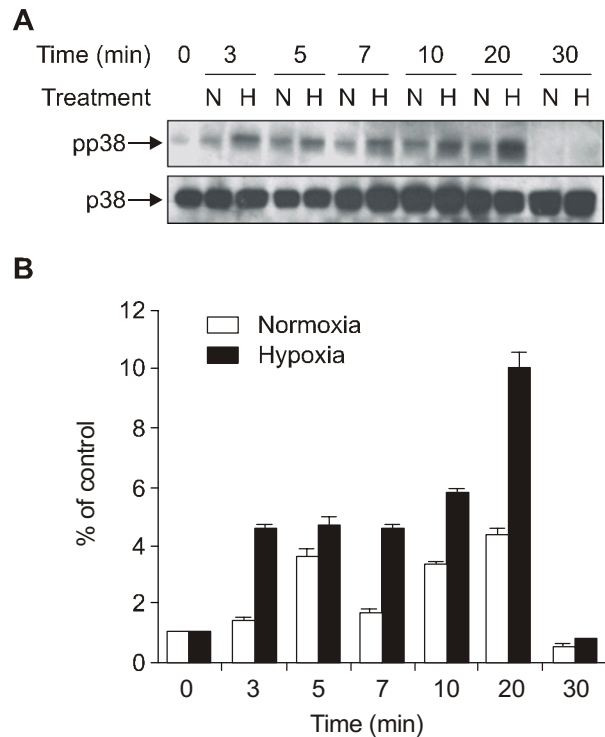 A
Time (min) 0 3 5 7 10 20 30
Treatment N H N H N H N H N H N H
pp38
p38
B
12
10
8
6
4
2
0
% of control
Normoxia
Hypoxia
0 3 5 7 10 20 30
Time (min)